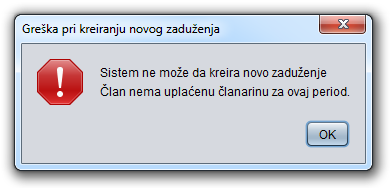 Greška pri kreiranju novog zaduženja
Sistem ne može da kreira novo zaduženje
Član nema uplaćenu članarinu za ovaj period.
OK